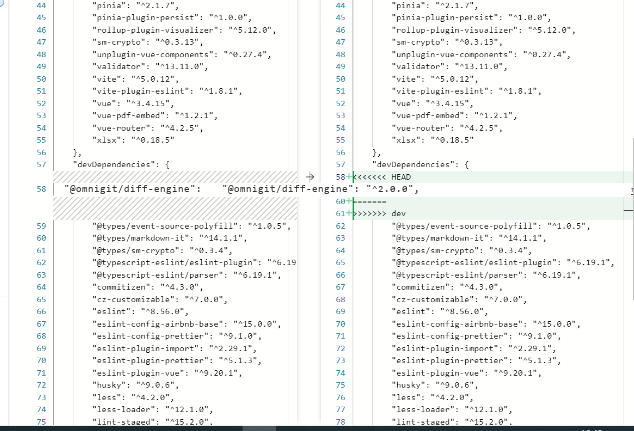 44 "pinia": "^2.1.7",
45 "pinia-plugin-persist": "^1.0.0",
46 "rollup-plugin-visualizer": "^5.12.0",
47 "sm-crypto": "^0.3.13",
48 "unplugin-vue-components": "^0.27.4",
49 "validator": "^13.11.0",
50 "vite": "^5.0.12",
51 "vite-plugin-eslint": "^1.8.1",
52 "vue": "^3.4.15",
53 "vue-pdf-embed": "^1.2.1",
54 "vue-router": "^4.2.5",
55 "xlsx": "^0.18.5"
56 },
57 "devDependencies": {
58 "@omnigit/diff-engine": "@omnigit/diff-engine": "^2.0.0",
59 "@types/event-source-polyfill": "^1.0.5",
60 "@types/markdown-it": "^14.1.1",
61 "@types/sm-crypto": "^0.3.4",
62 "@typescript-eslint/eslint-plugin": "^6.19
63 "@typescript-eslint/parser": "^6.19.1",
64 "commitizen": "^4.3.0",
65 "cz-customizable": "^7.0.0",
66 "eslint": "^8.56.0",
67 "eslint-config-airbnb-base": "^15.0.0",
68 "eslint-config-prettier": "^9.1.0",
69 "eslint-plugin-import": "^2.29.1",
70 "eslint-plugin-prettier": "^5.1.3",
71 "eslint-plugin-vue": "^9.20.1",
72 "husky": "^9.0.6",
73 "less": "^4.2.0",
74 "less-loader": "^12.1.0",
75 "lint-staged": "^15.2.0",
44 "pinia": "^2.1.7",
45 "pinia-plugin-persist": "^1.0.0",
46 "rollup-plugin-visualizer": "^5.12.0",
47 "sm-crypto": "^0.3.13",
48 "unplugin-vue-components": "^0.27.4",
49 "validator": "^13.11.0",
50 "vite": "^5.0.12",
51 "vite-plugin-eslint": "^1.8.1",
52 "vue": "^3.4.15",
53 "vue-pdf-embed": "^1.2.1",
54 "vue-router": "^4.2.5",
55 "xlsx": "^0.18.5"
56 },
57 "devDependencies": {
58+ <<<<<<< HEAD
60+ =======
61+ >>>>>>> dev
62 "@types/event-source-polyfill": "^1.0.5",
63 "@types/markdown-it": "^14.1.1",
64 "@types/sm-crypto": "^0.3.4",
65 "@typescript-eslint/eslint-plugin": "^6.19.1",
66 "@typescript-eslint/parser": "^6.19.1",
67 "commitizen": "^4.3.0",
68 "cz-customizable": "^7.0.0",
69 "eslint": "^8.56.0",
70 "eslint-config-airbnb-base": "^15.0.0",
71 "eslint-config-prettier": "^9.1.0",
72 "eslint-plugin-import": "^2.29.1",
73 "eslint-plugin-prettier": "^5.1.3",
74 "eslint-plugin-vue": "^9.20.1",
75 "husky": "^9.0.6",
76 "less": "^4.2.0",
77 "less-loader": "^12.1.0",
78 "lint-staged": "^15.2.0",